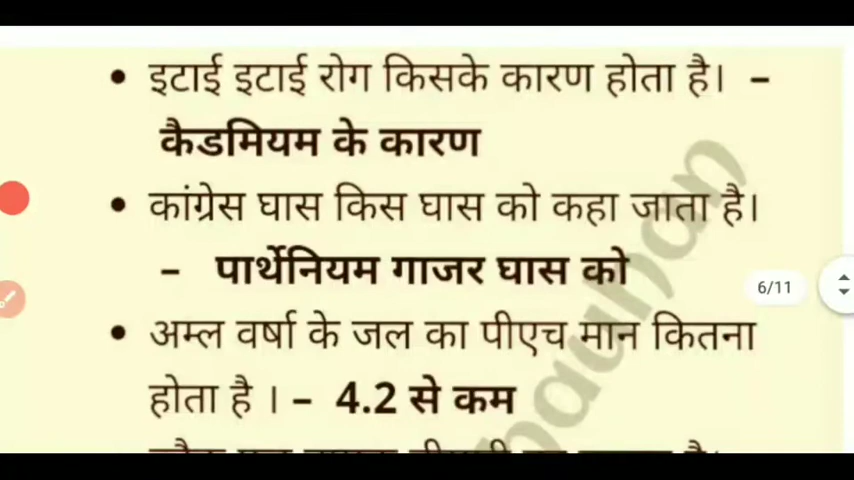 • इटाई इटाई रोग किसके कारण होता है। –
कैडमियम के कारण
• कांग्रेस घास किस घास को कहा जाता है।
– पार्थेनियम गाजर घास को
6/11
• अम्ल वर्षा के जल का पीएच मान कितना
होता है । – 4.2 से कम